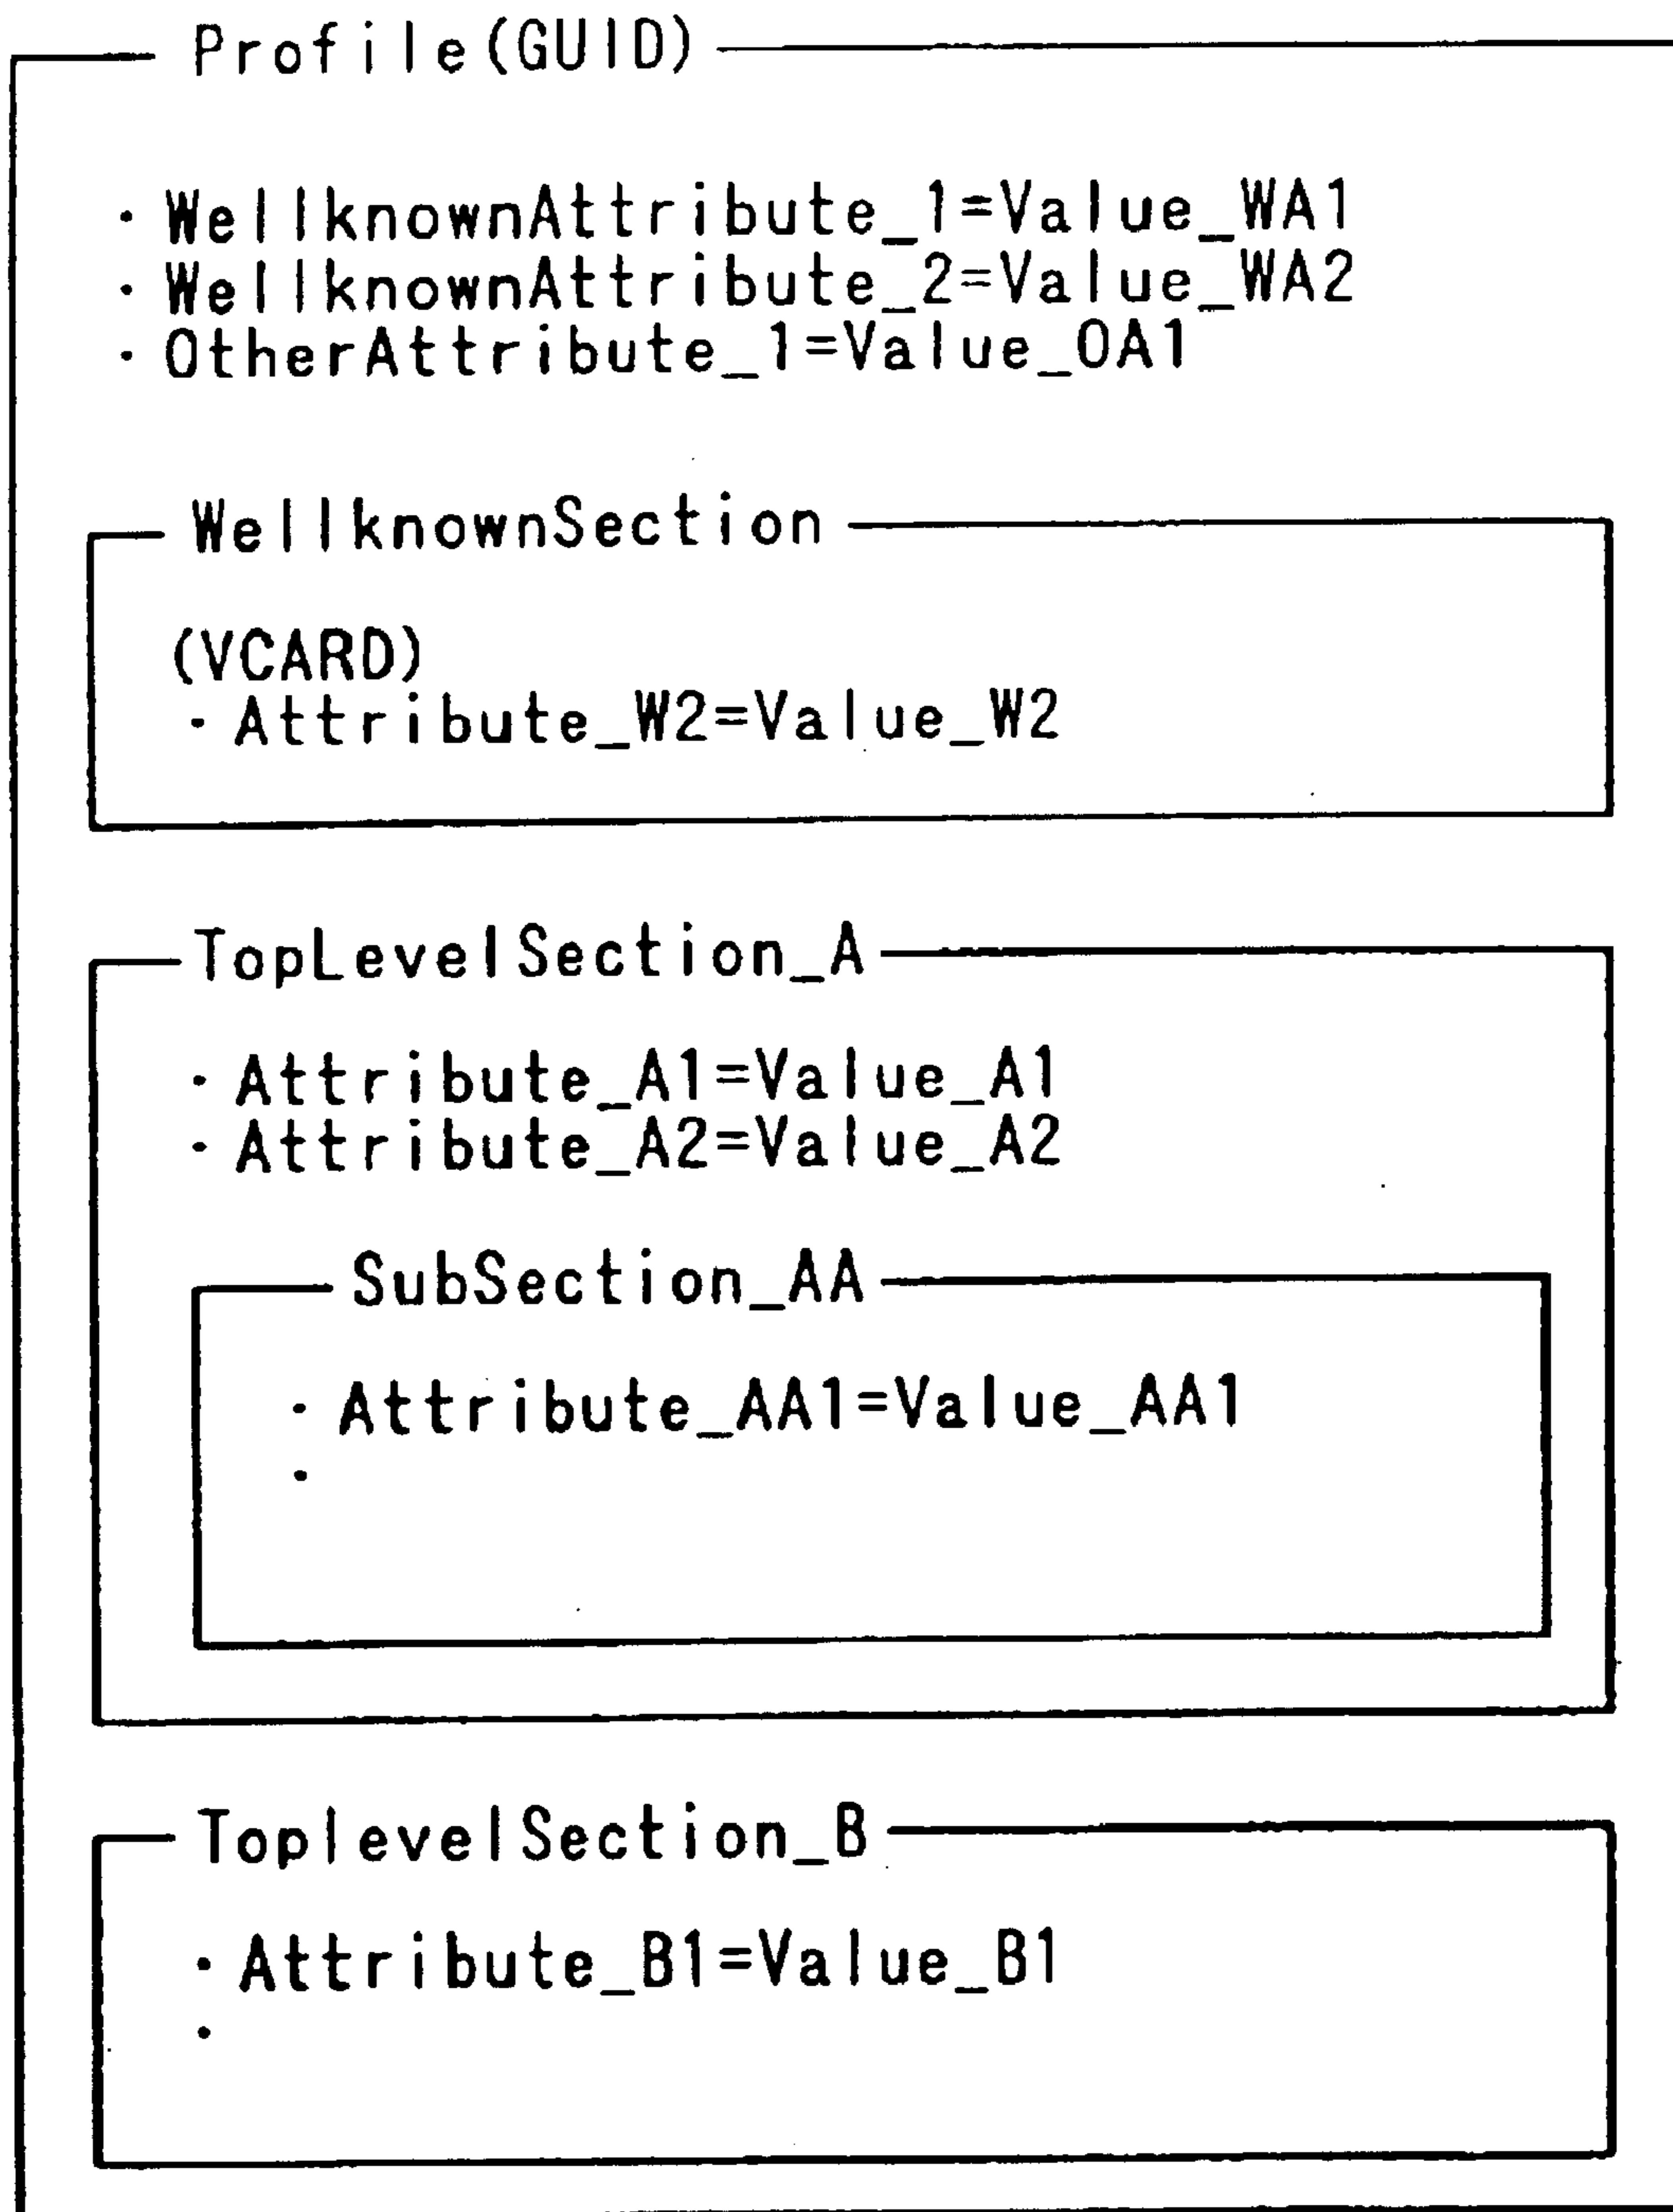 Profile(GUID)
・WellknownAttribute_1=Value_WA1
・WellknownAttribute_2=Value_WA2
・OtherAttribute_1=Value_OA1
WellknownSection
(VCARD)
・Attribute_W2=Value_W2
TopLevelSection_A
・Attribute_A1=Value_A1
・Attribute_A2=Value_A2
SubSection_AA
・Attribute_AA1=Value_AA1
・
ToplevelSection_B
・Attribute_B1=Value_B1
・